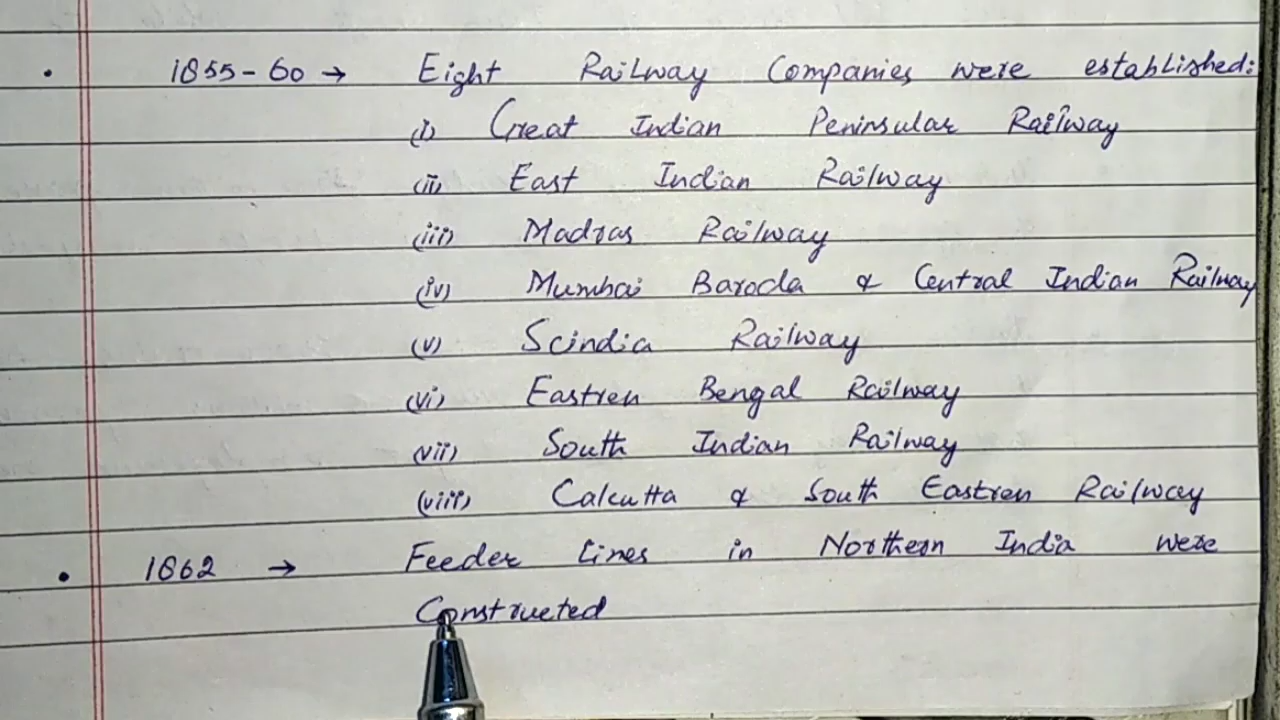 • 1855-60 → Eight Railway Companies were established:
(i) Great Indian Peninsular Railway
(ii) East Indian Railway
(iii) Madras Railway
(iv) Mumbai Baroda & Central Indian Railway
(v) Scindia Railway
(vi) Eastren Bengal Railway
(vii) South Indian Railway
(viii) Calcutta & South Eastren Railway
• 1862 → Feeder lines in Northern India were
Constructed